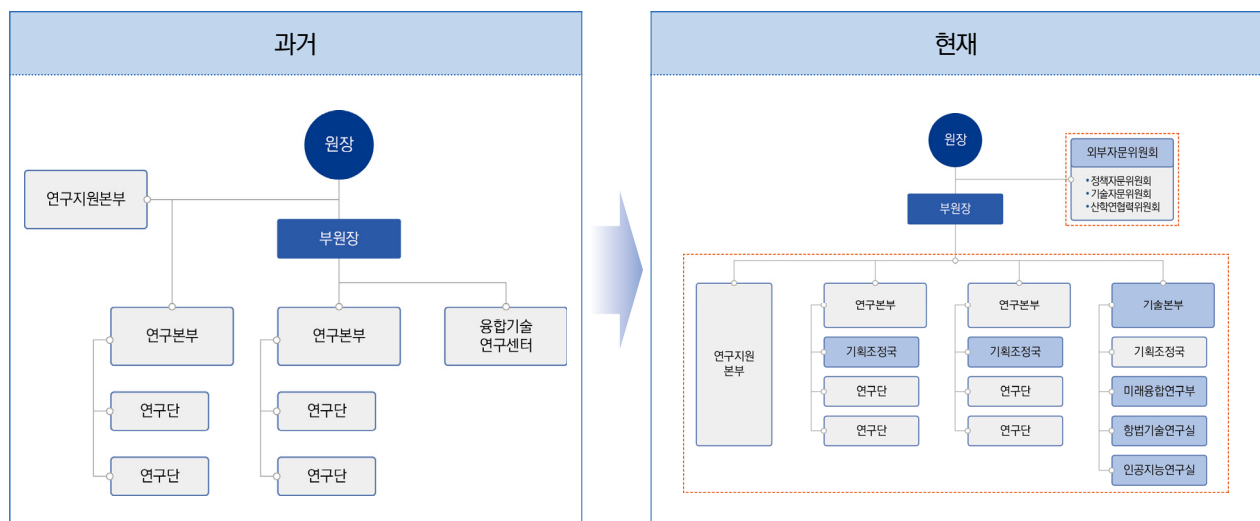 과거
원장
연구지원본부
부원장
연구본부
연구본부
융합기술
연구센터
연구단
연구단
연구단
연구단
현재
원장
외부자문위원회
• 정책자문위원회
• 기술자문위원회
• 산학연협력위원회
부원장
연구지원
본부
연구본부
연구본부
기술본부
기획조정국
기획조정국
기획조정국
연구단
연구단
미래융합연구부
연구단
연구단
항법기술연구실
인공지능연구실